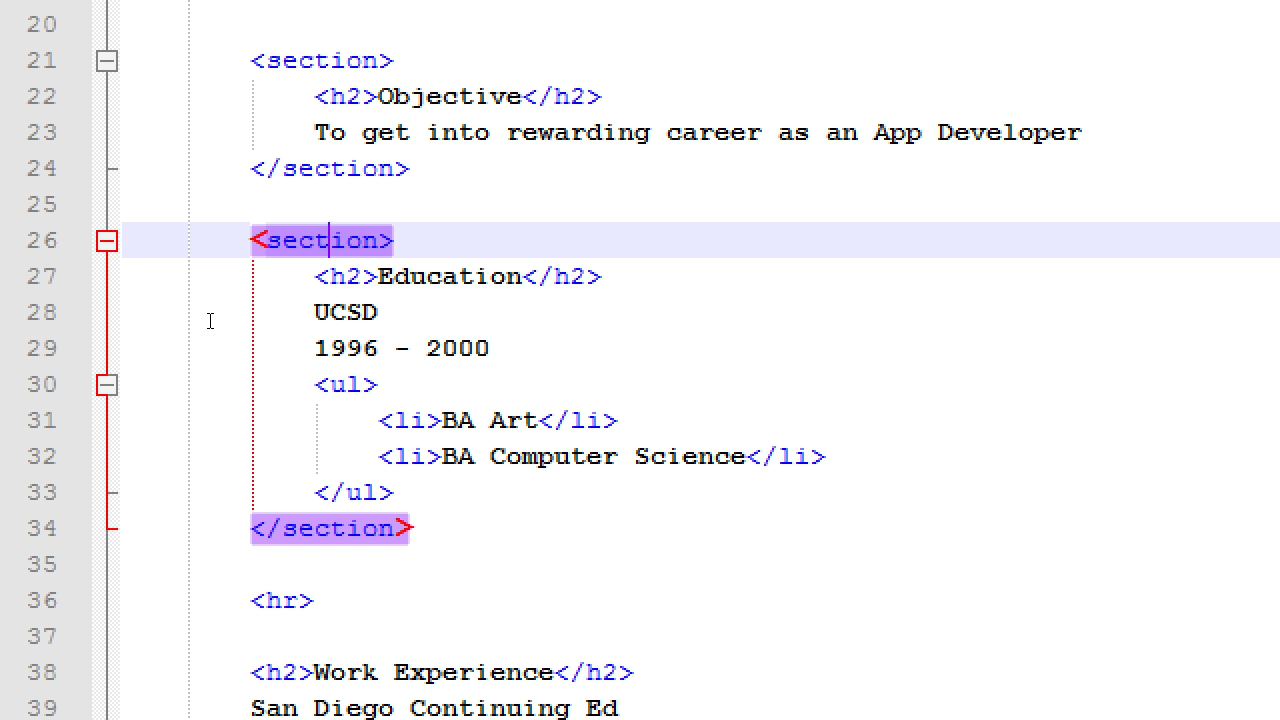 20
21 <section>
22 <h2>Objective</h2>
23 To get into rewarding career as an App Developer
24 </section>
25
26 <section>
27 <h2>Education</h2>
28 UCSD
29 1996 - 2000
30 <ul>
31 <li>BA Art</li>
32 <li>BA Computer Science</li>
33 </ul>
34 </section>
35
36 <hr>
37
38 <h2>Work Experience</h2>
39 San Diego Continuing Ed